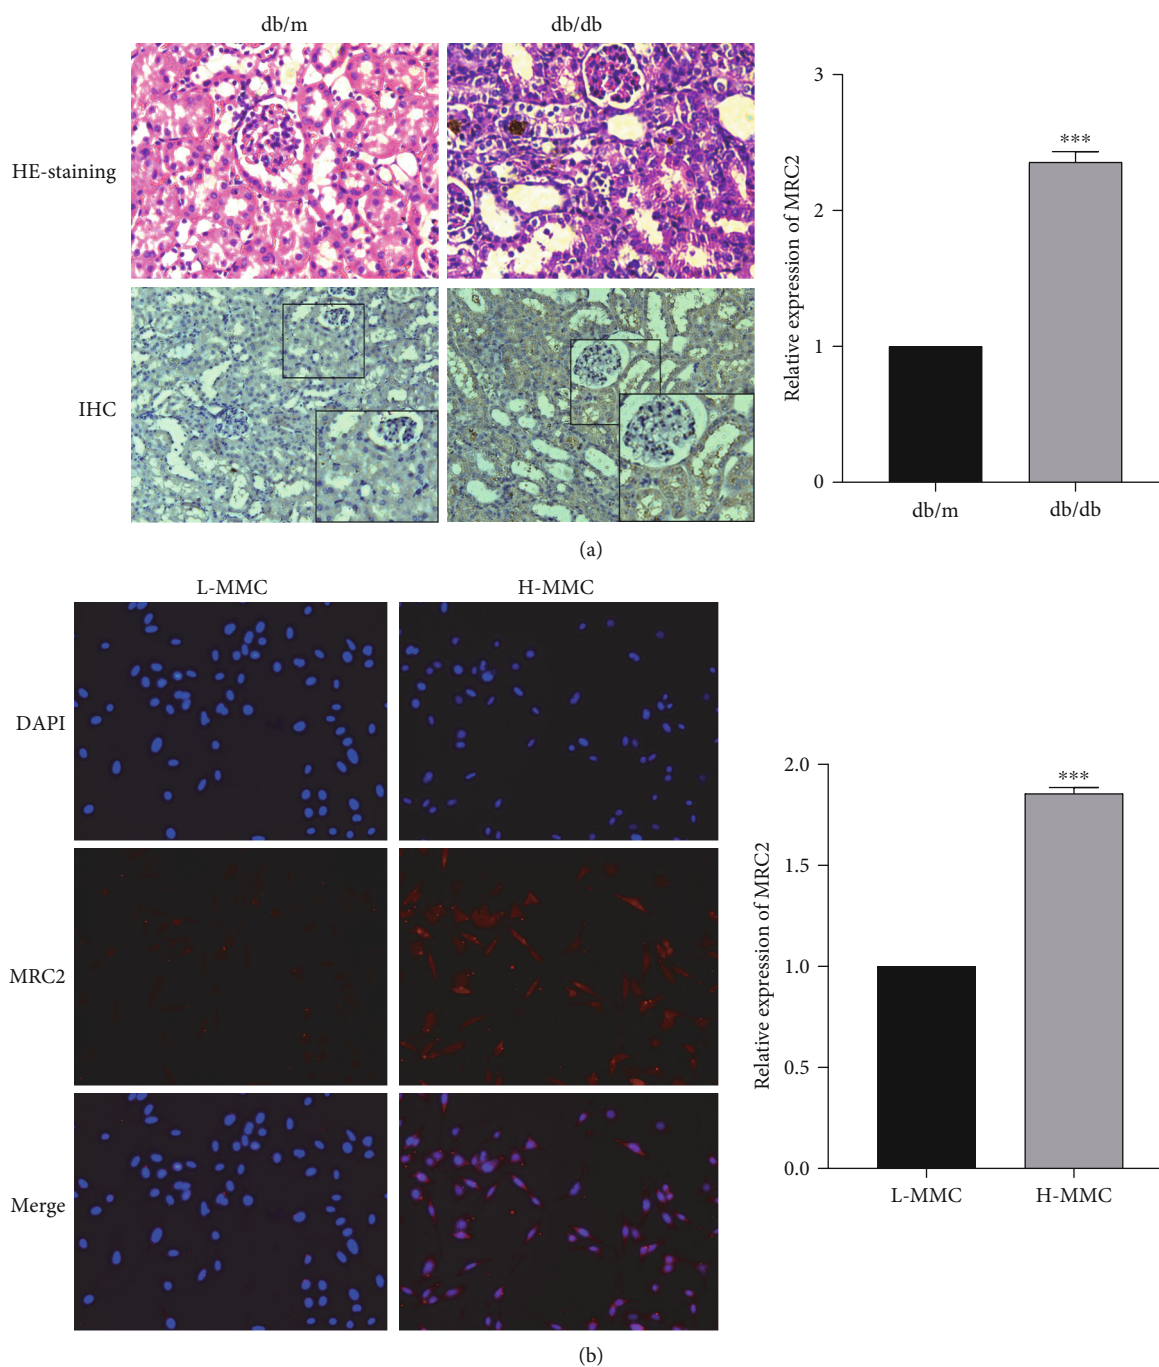 db/m
db/db
HE-staining
IHC
Relative expression of MRC2
3
2
1
0
***
db/m
db/db
(a)
L-MMC
H-MMC
DAPI
MRC2
Merge
Relative expression of MRC2
2.0
1.5
1.0
0.5
0.0
***
L-MMC
H-MMC
(b)